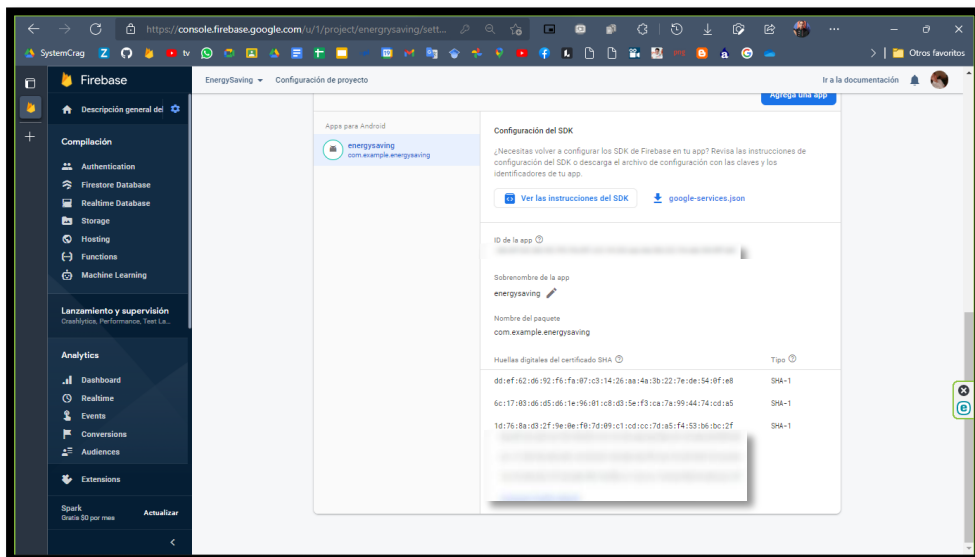 https://console.firebase.google.com/u/1/project/energrysaving/sett...
SystemCrag
tv
Otros favoritos
Firebase
EnergySaving
Configuración de proyecto
Ir a la documentación
Descripción general del
Compilación
Authentication
Firestore Database
Realtime Database
Storage
Hosting
Functions
Machine Learning
Lanzamiento y supervisión
Crashlytics, Performance, Test La...
Analytics
Dashboard
Realtime
Events
Conversions
Audiences
Extensions
Spark
Gratis $0 por mes
Actualizar
Agrega una app
Apps para Android
energysaving
com.example.energysaving
Configuración del SDK
¿Necesitas volver a configurar los SDK de Firebase en tu app? Revisa las instrucciones de
configuración del SDK o descarga el archivo de configuración con las claves y los
identificadores de tu app.
Ver las instrucciones del SDK
google-services.json
ID de la app
Sobrenombre de la app
energysaving
Nombre del paquete
com.example.energysaving
Huellas digitales del certificado SHA
Tipo
dd:ef:62:d6:92:f6:fa:07:c3:14:26:aa:4a:3b:22:7e:de:54:0f:e8
SHA-1
6c:17:03:d6:d5:d6:1e:96:01:c8:d3:5e:f3:ca:7a:99:44:74:cd:a5
SHA-1
1d:76:8a:d3:2f:9e:0e:f0:7d:09:c1:cd:cc:7d:a5:f4:53:b6:bc:2f
SHA-1